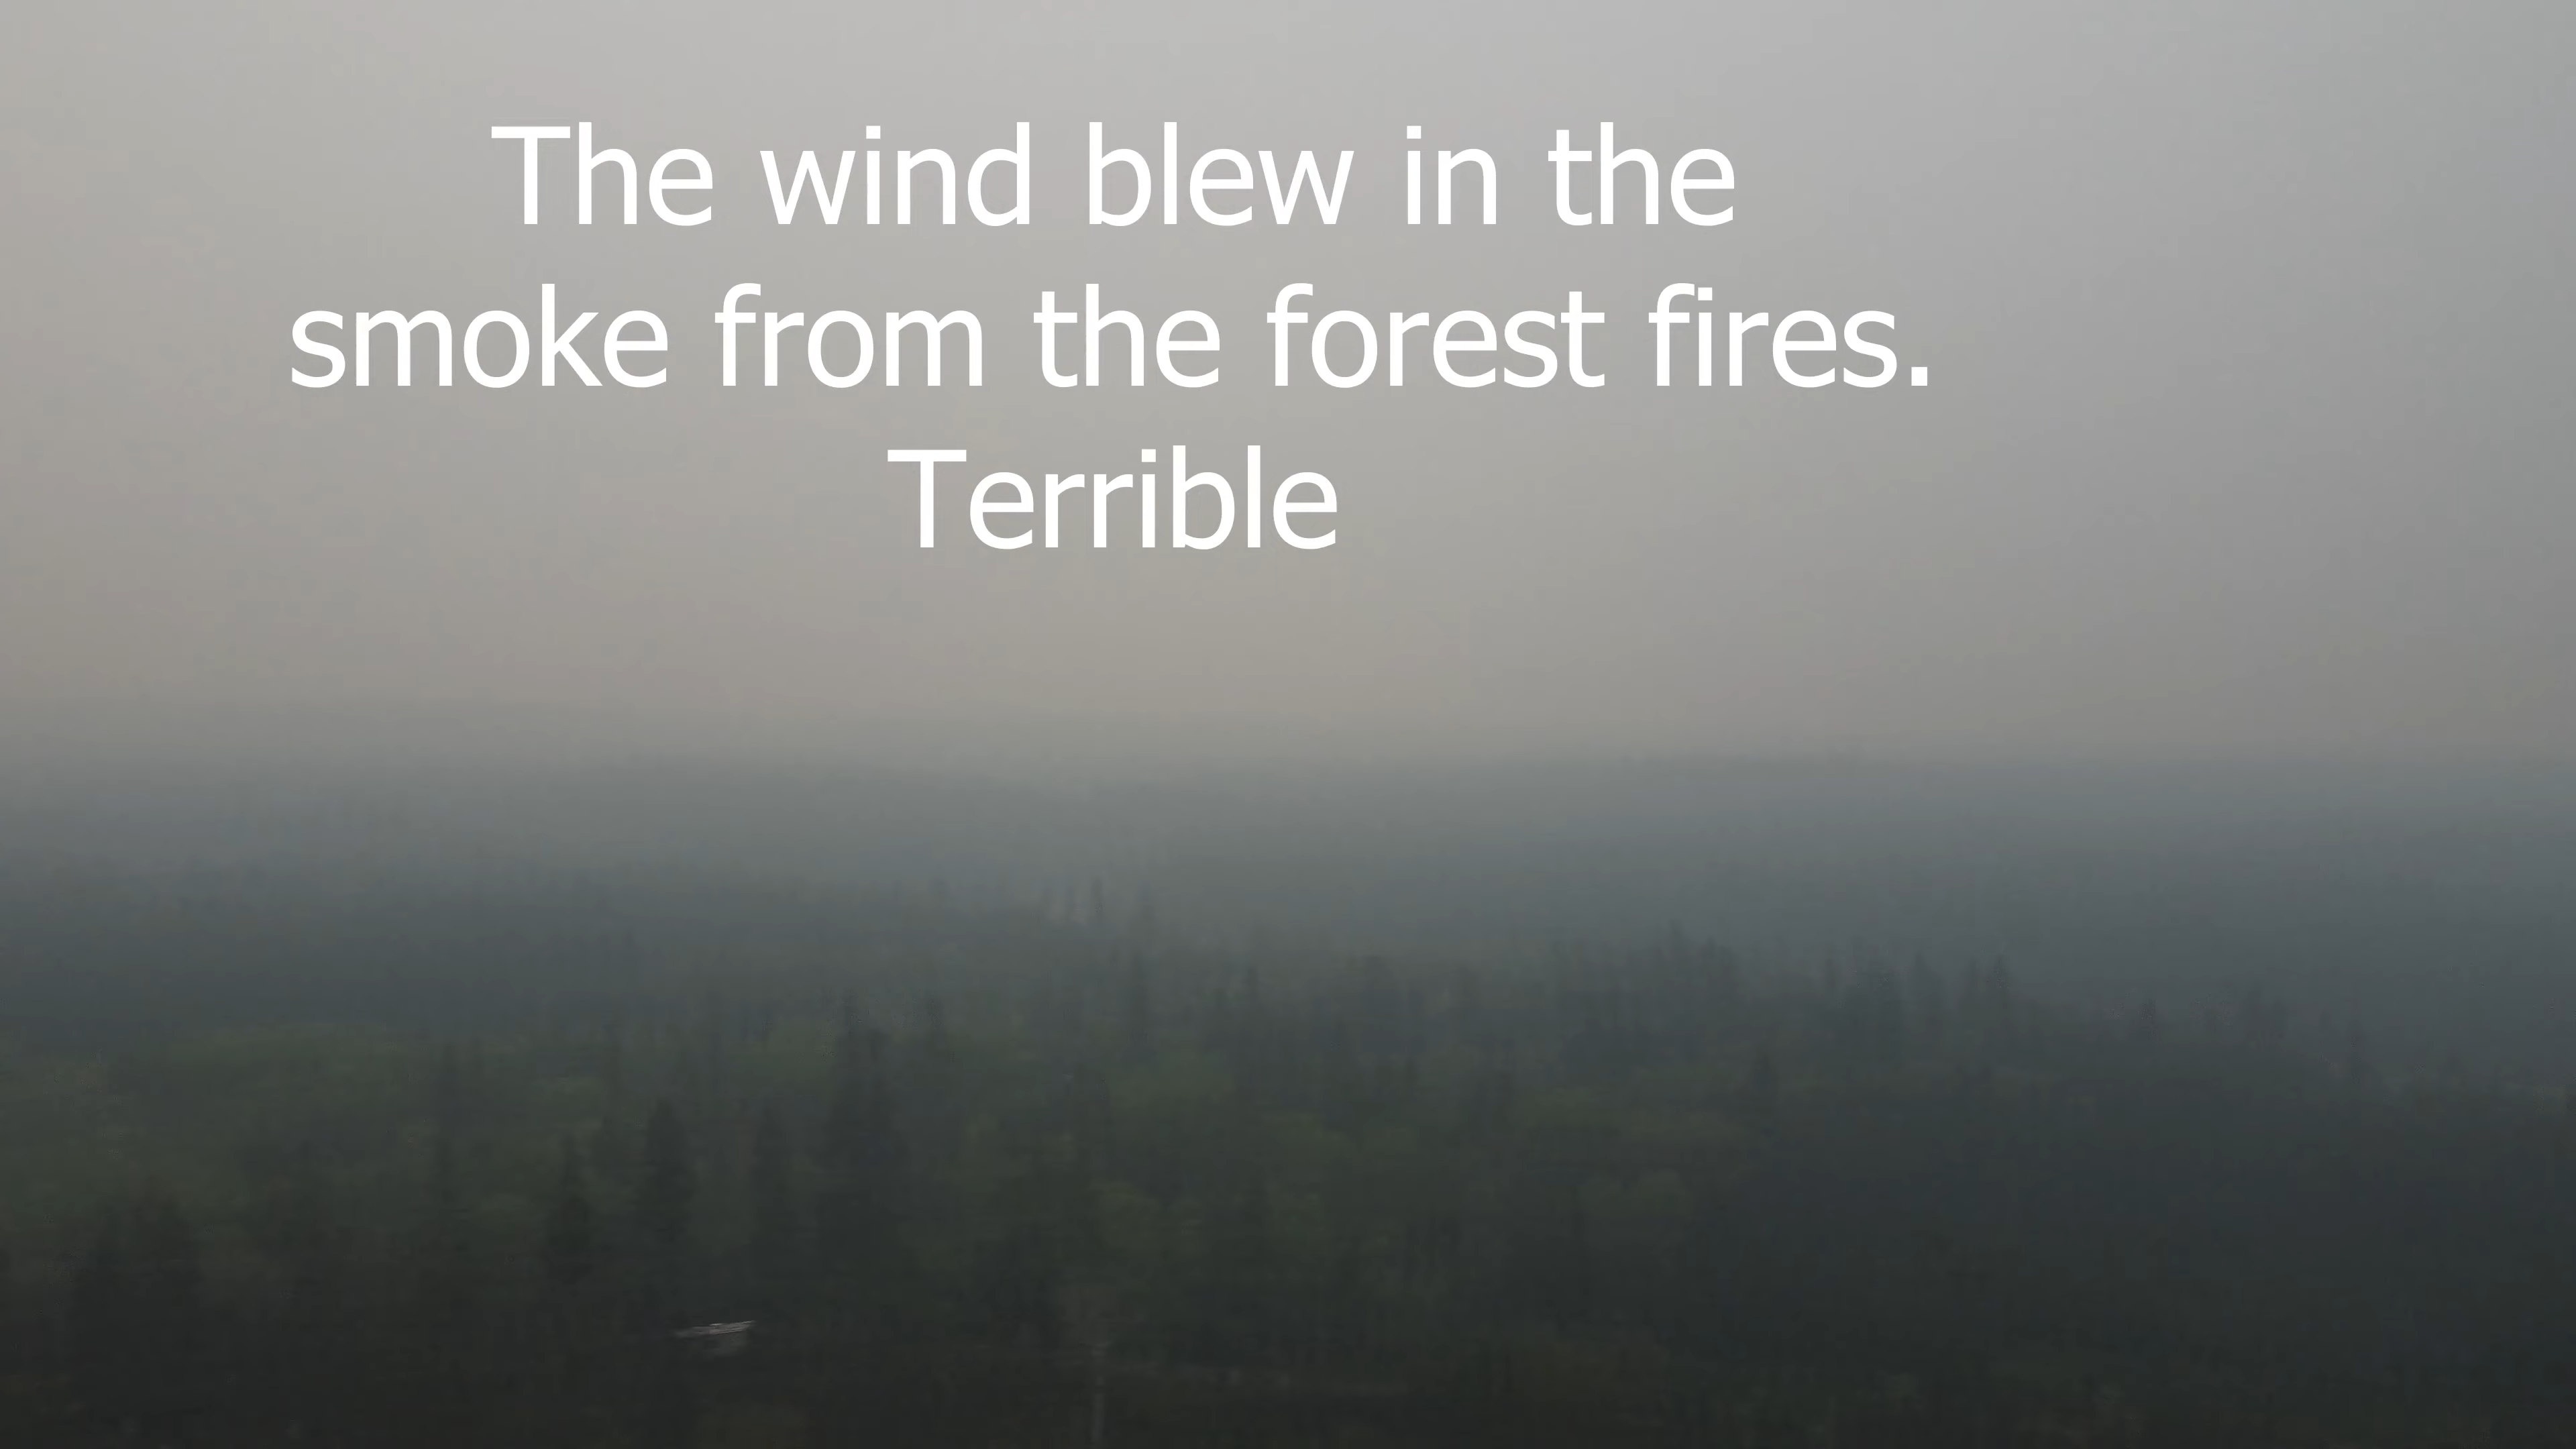 The wind blew in the
smoke from the forest fires.
Terrible